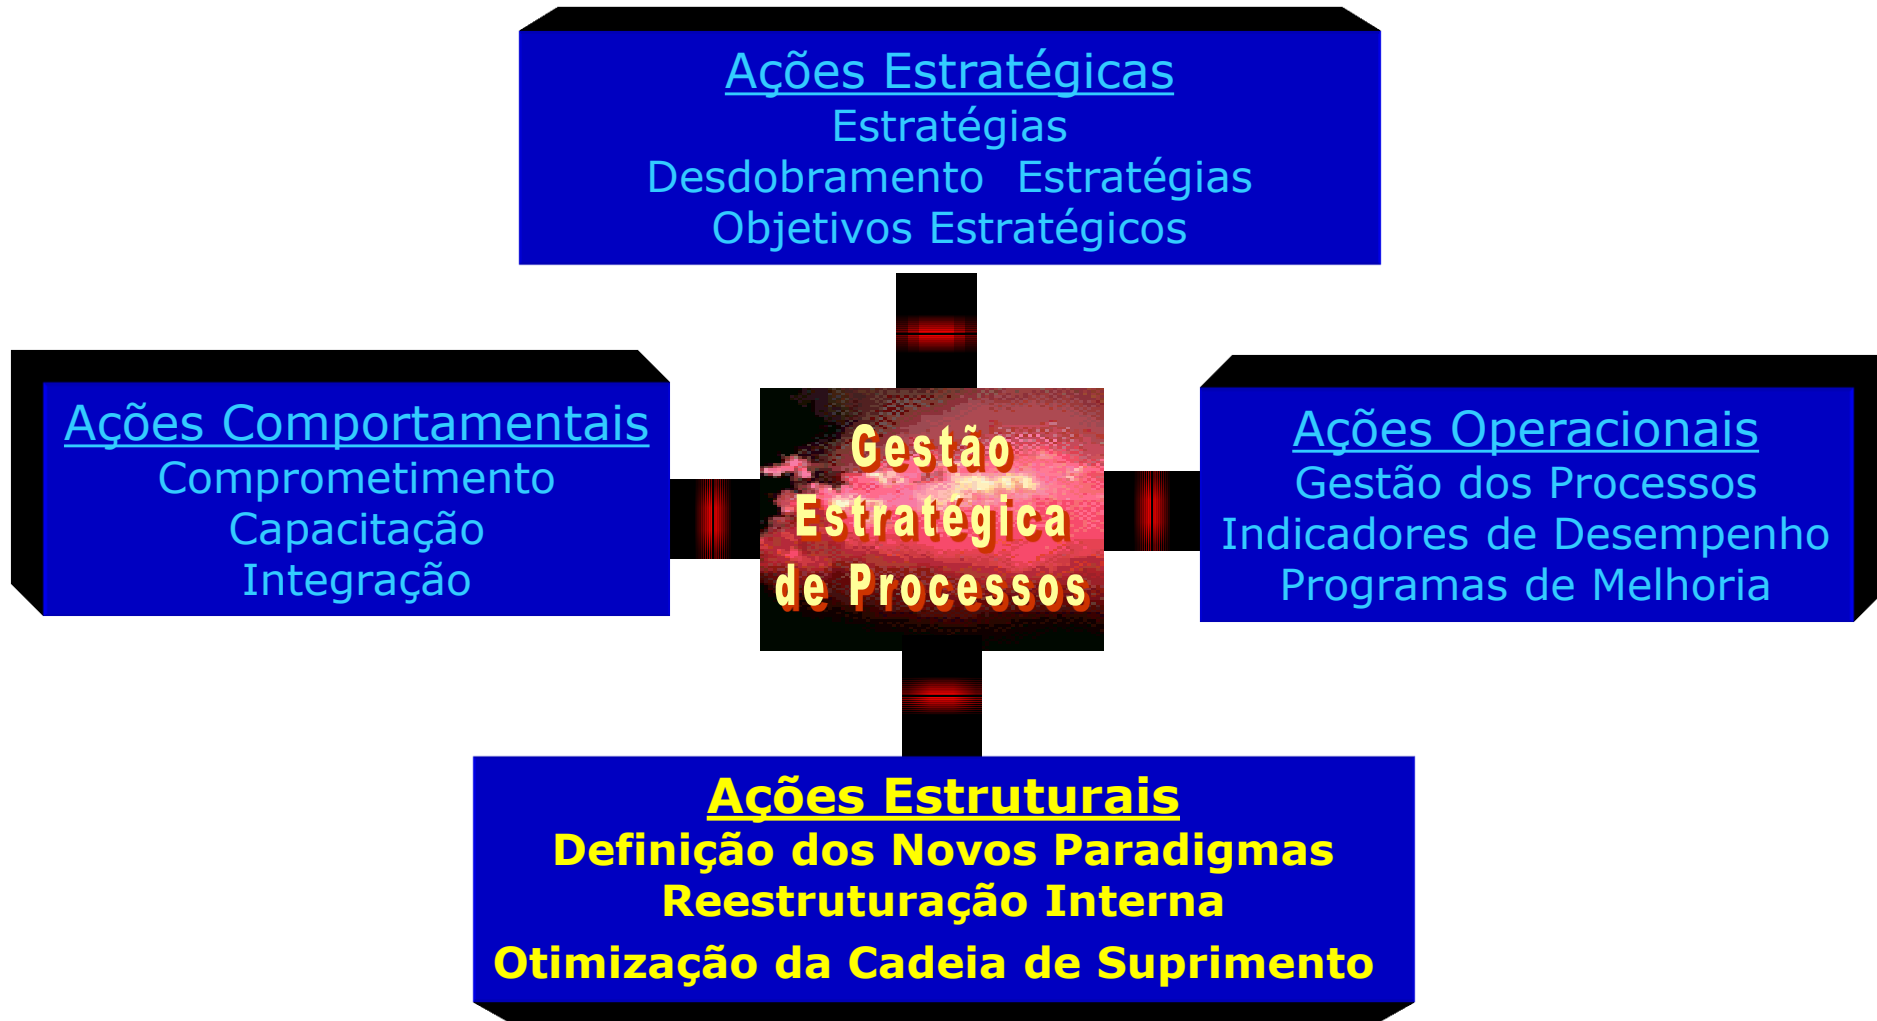 Ações Estratégicas
Estratégias
Desdobramento Estratégias
Objetivos Estratégicos
Ações Comportamentais
Comprometimento
Capacitação
Integração
Gestão
Estratégica
de Processos
Ações Operacionais
Gestão dos Processos
Indicadores de Desempenho
Programas de Melhoria
Ações Estruturais
Definição dos Novos Paradigmas
Reestruturação Interna
Otimização da Cadeia de Suprimento